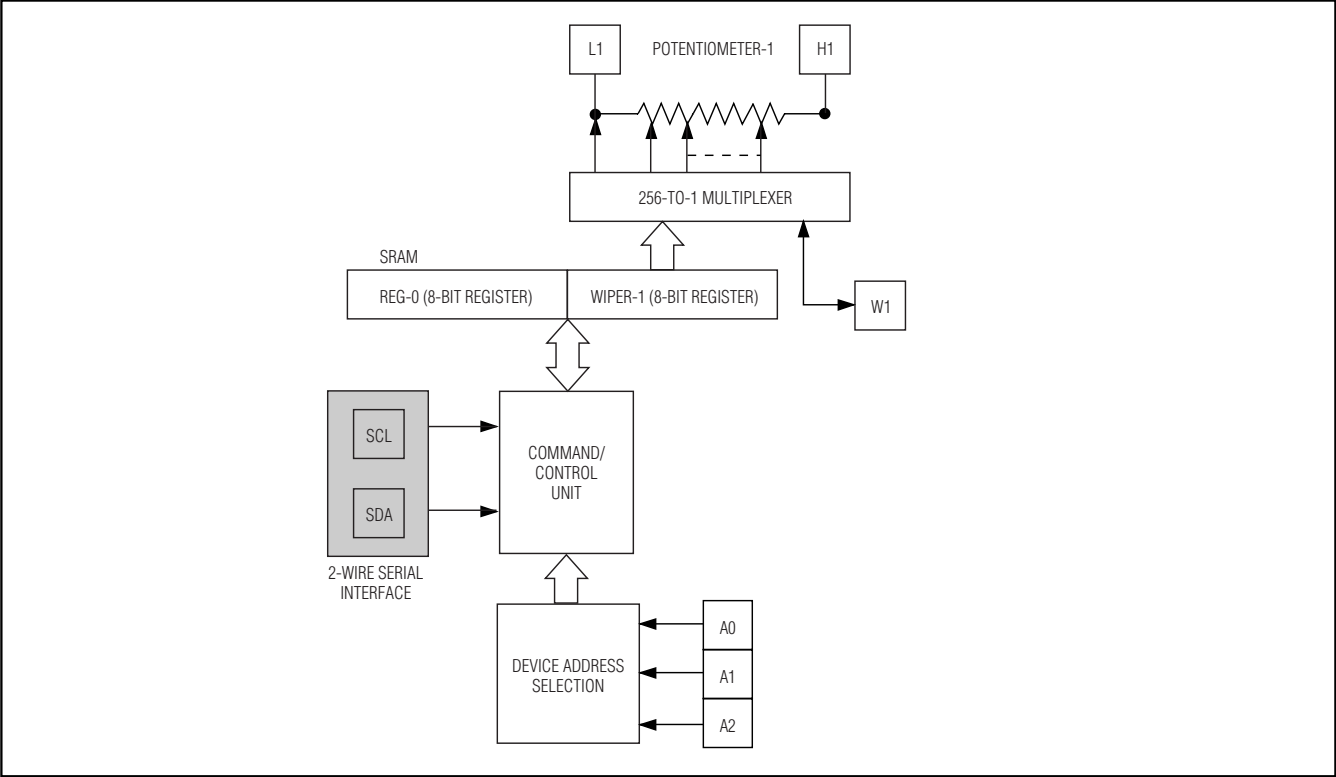 L1
POTENTIOMETER-1
H1
256-TO-1 MULTIPLEXER
SRAM
REG-0 (8-BIT REGISTER)
WIPER-1 (8-BIT REGISTER)
W1
SCL
SDA
COMMAND/
CONTROL
UNIT
2-WIRE SERIAL
INTERFACE
DEVICE ADDRESS
SELECTION
A0
A1
A2